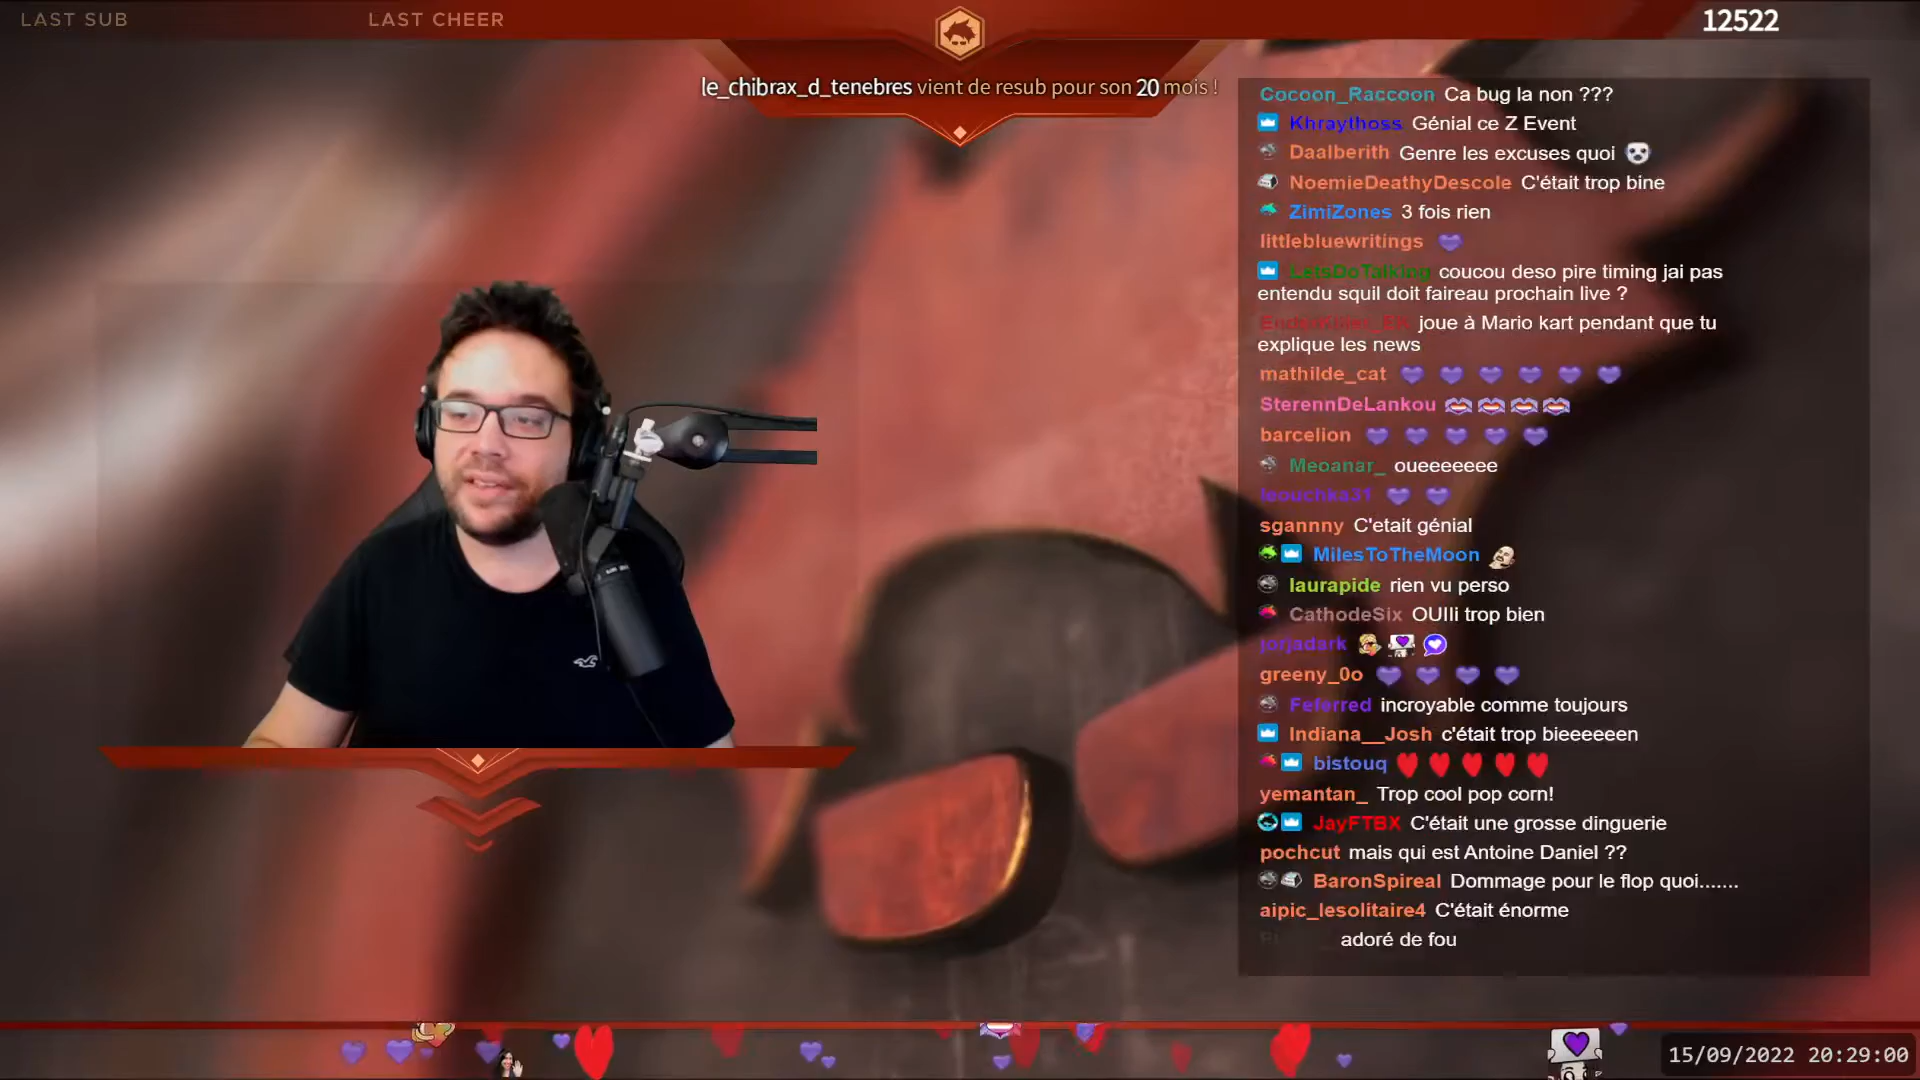 LAST SUB
LAST CHEER
12522
le_chibrax_d_tenebres vient de resub pour son 20 mois !
Cocoon_Raccoon Ca bug la non ???
Khraythoss Génial ce Z Event
Daalberith Genre les excuses quoi
NoemieDeathyDescole C'était trop bine
ZimiZones 3 fois rien
littlebluewritings
LetsDoTalking coucou deso pire timing jai pas
entendu squil doit faireau prochain live ?
joue à Mario kart pendant que tu
explique les news
mathilde_cat
SterennDeLankou
barcelion
Meoanar_ oueeeeeee
leouchka31
sgannny C'etait génial
MilesToTheMoon
laurapide rien vu perso
CathodeSix OUIIi trop bien
jorjadark
greeny_0o
Feferred incroyable comme toujours
Indiana__Josh c'était trop bieeeeeen
bistouq
yemantan_ Trop cool pop corn!
JayFTBX C'était une grosse dinguerie
pochcut mais qui est Antoine Daniel ??
BaronSpireal Dommage pour le flop quoi.......
aipic_lesolitaire4 C'était énorme
adoré de fou
15/09/2022 20:29:00